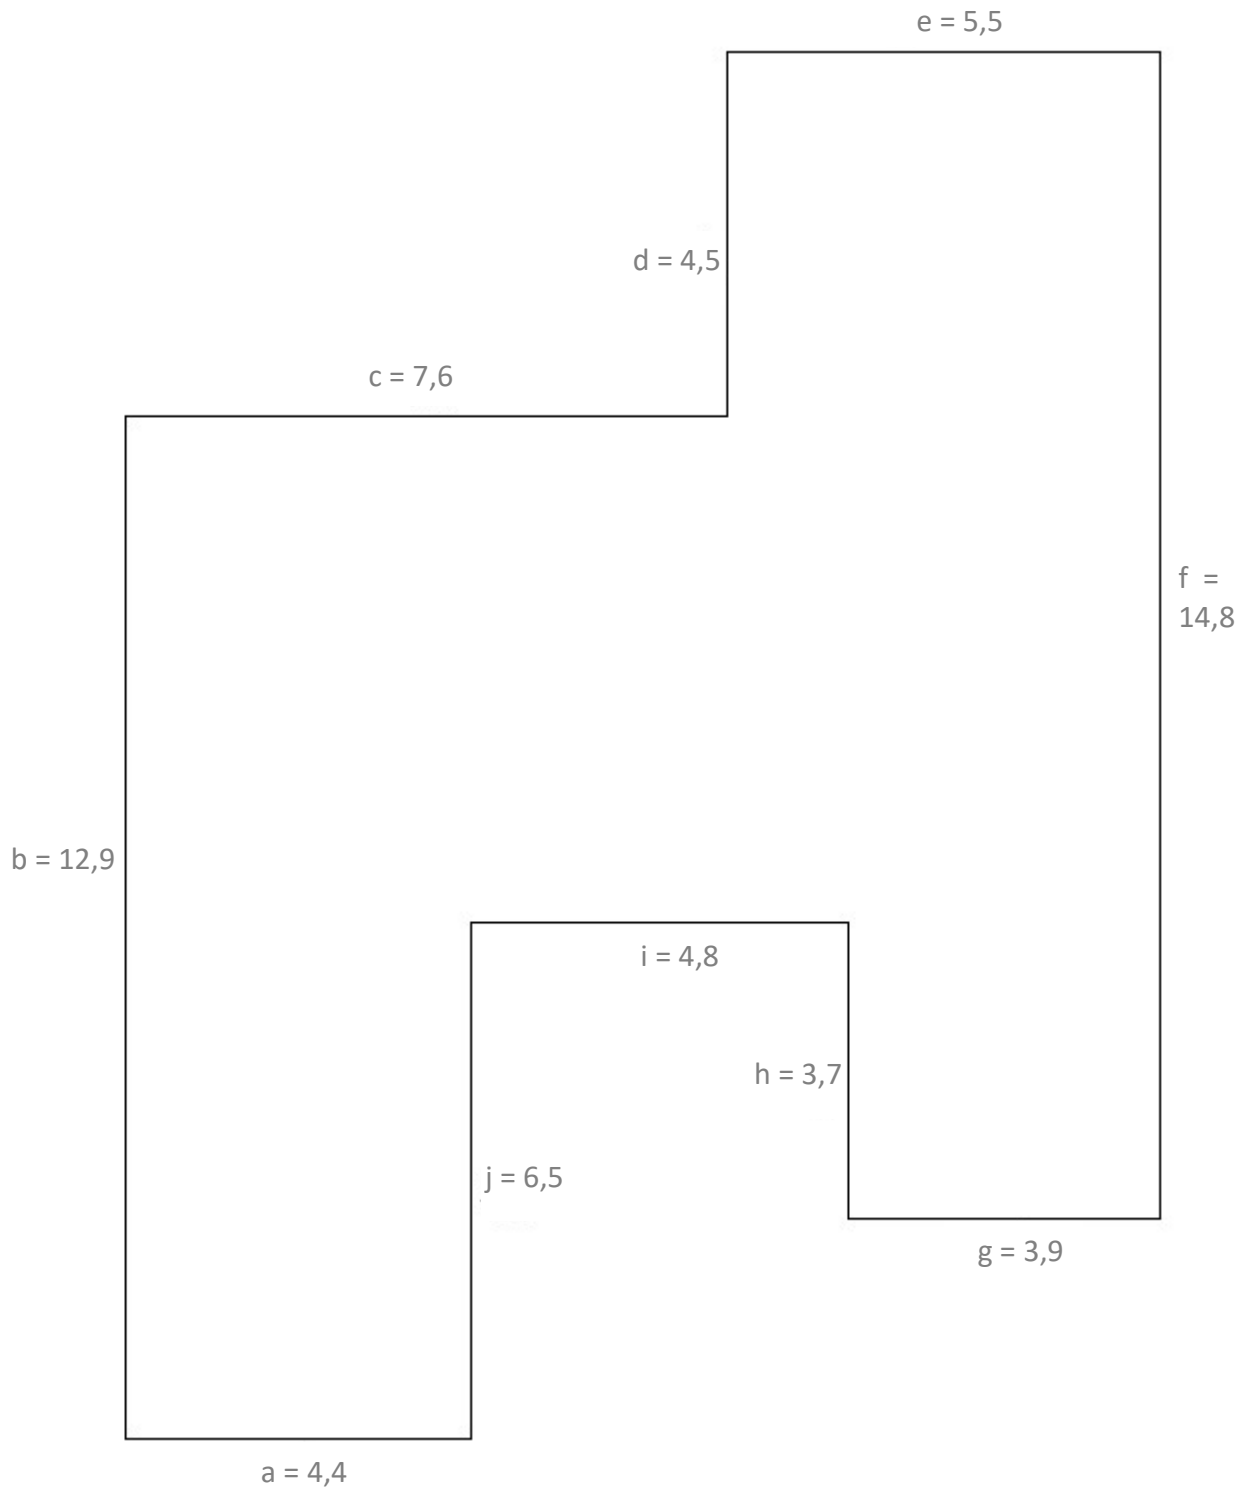 e = 5,5
d = 4,5
c = 7,6
f =
14,8
b = 12,9
i = 4,8
h = 3,7
j = 6,5
g = 3,9
a = 4,4